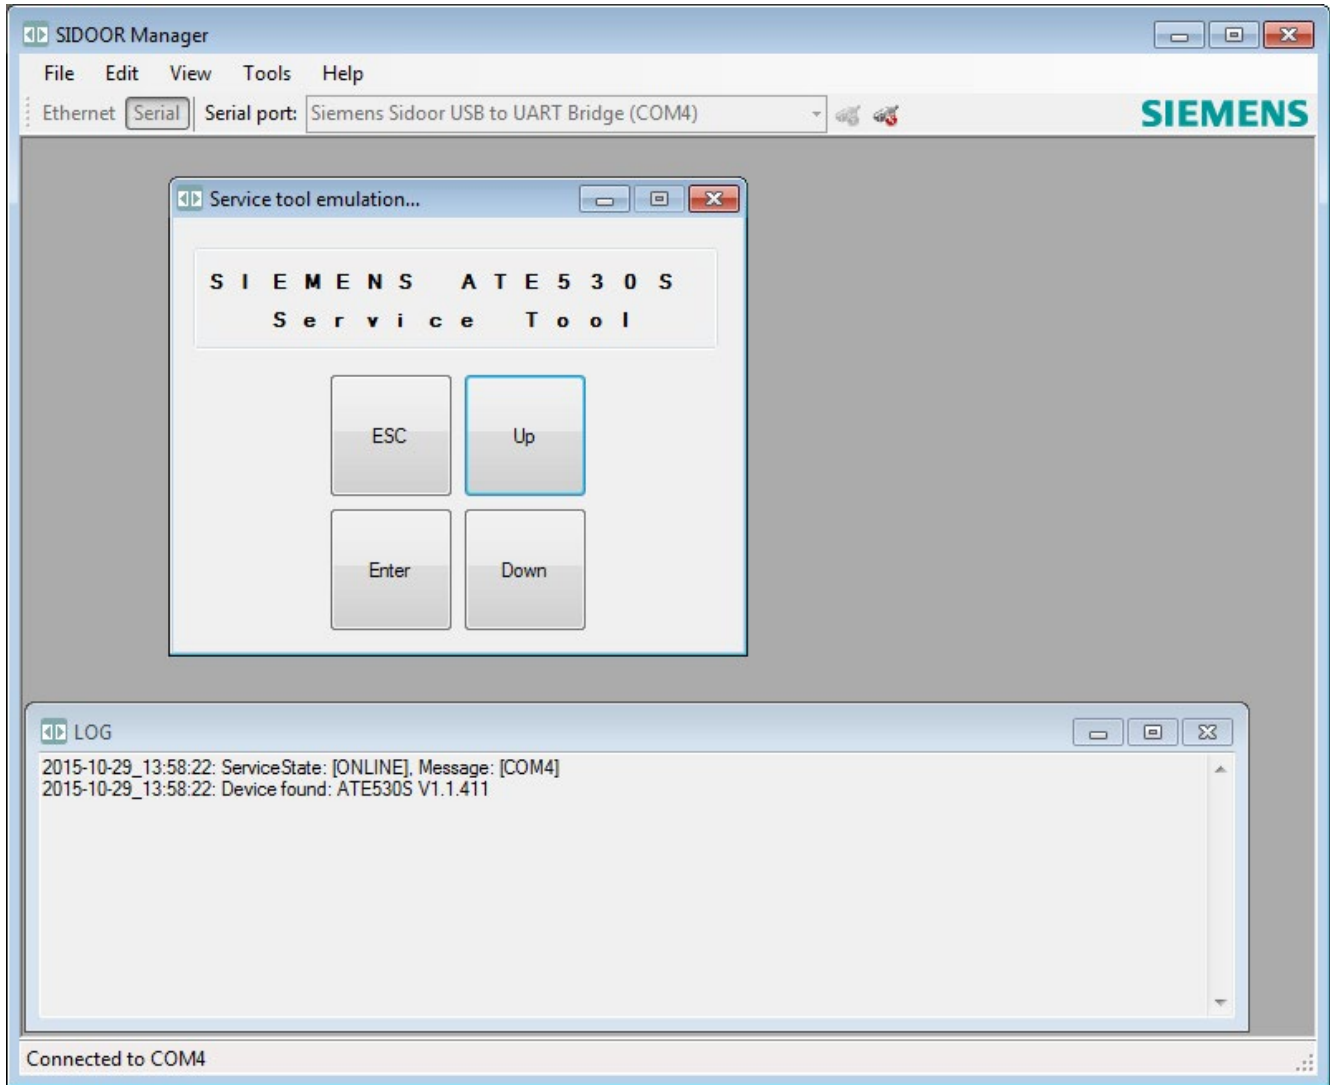 SIDOOR Manager
File Edit View Tools Help
Ethernet Serial Serial port: Siemens Sidoor USB to UART Bridge (COM4) SIEMENS
Service tool emulation...
SIEMENS ATE530S
Service Tool
ESC Up
Enter Down
LOG
2015-10-29_13:58:22: ServiceState: [ONLINE], Message: [COM4]
2015-10-29_13:58:22: Device found: ATE530S V1.1.411
Connected to COM4